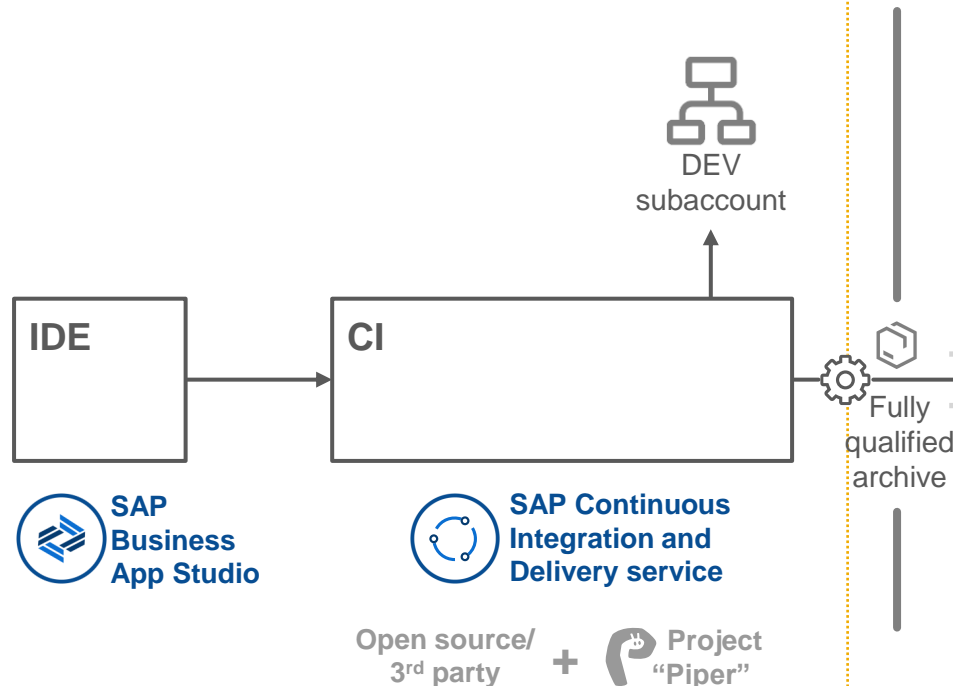 DEV
subaccount
IDE
CI
Fully
qualified
archive
SAP
Business
App Studio
SAP Continuous
Integration and
Delivery service
Open source/
3rd party
+
Project
“Piper”